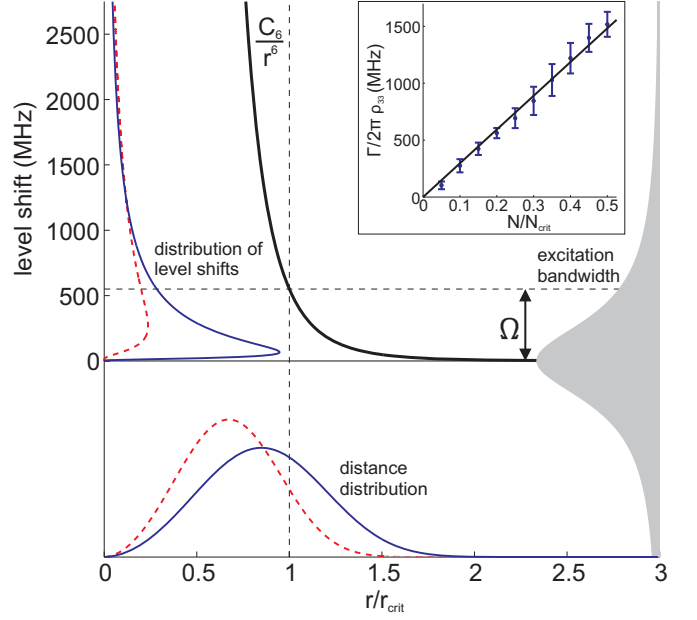 level shift (MHz)
2500
2000
1500
1000
500
0
C₆
r⁶
distribution of
level shifts
Γ/2π ρ₃₃ (MHz)
1500
1000
500
0
0 0.1 0.2 0.3 0.4 0.5
N/N_crit
excitation
bandwidth
Ω
distance
distribution
0 0.5 1 1.5 2 2.5 3
r/r_crit